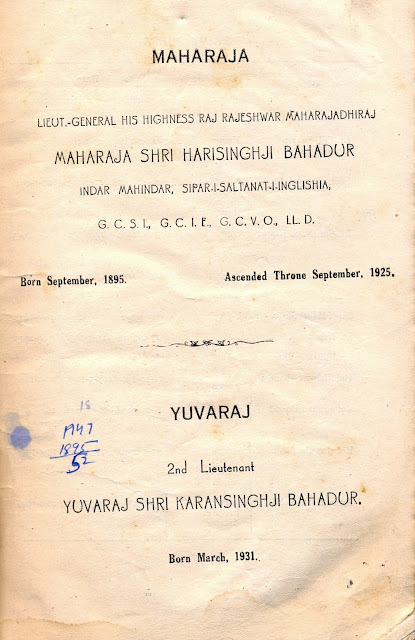 MAHARAJA
LIEUT.-GENERAL HIS HIGHNESS RAJ RAJESHWAR MAHARAJADHIRAJ
MAHARAJA SHRI HARISINGHJI BAHADUR
INDAR MAHINDAR, SIPAR-I-SALTANAT-I-INGLISHIA,
G. C. S. I., G. C. I. E., G. C. V. O., LL. D.
Born September, 1895.
Ascended Throne September, 1925.
YUVARAJ
18
1947
1895
52
2nd Lieutenant
YUVARAJ SHRI KARANSINGHJI BAHADUR.
Born March, 1931.